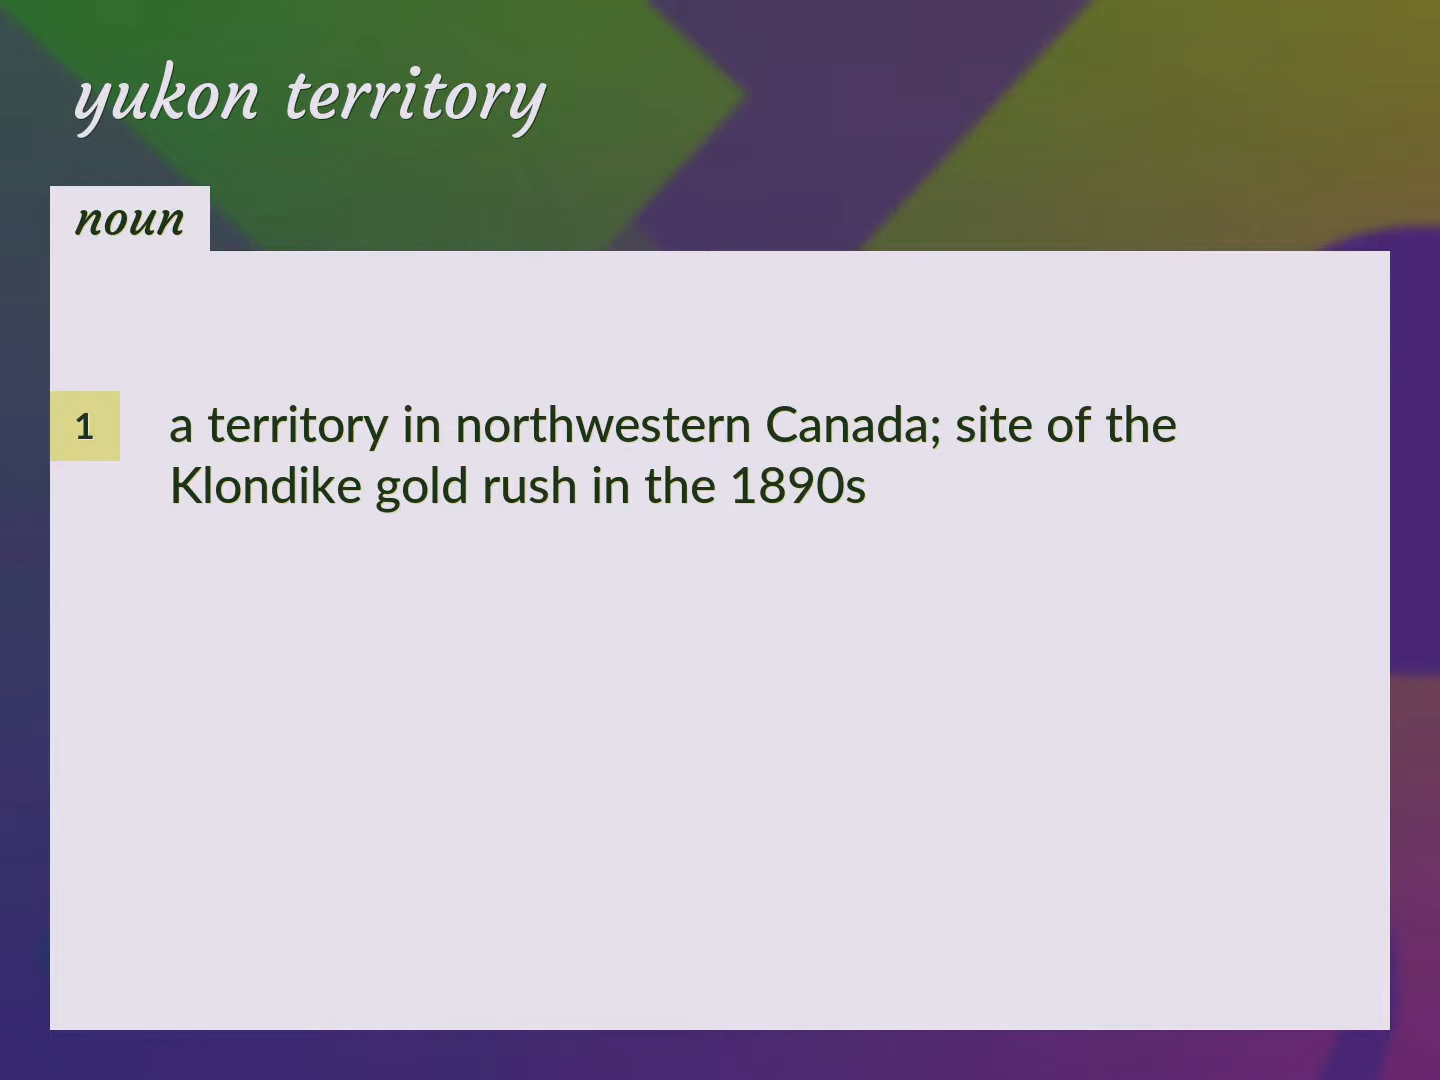 yukon territory
noun
1
a territory in northwestern Canada; site of the
Klondike gold rush in the 1890s